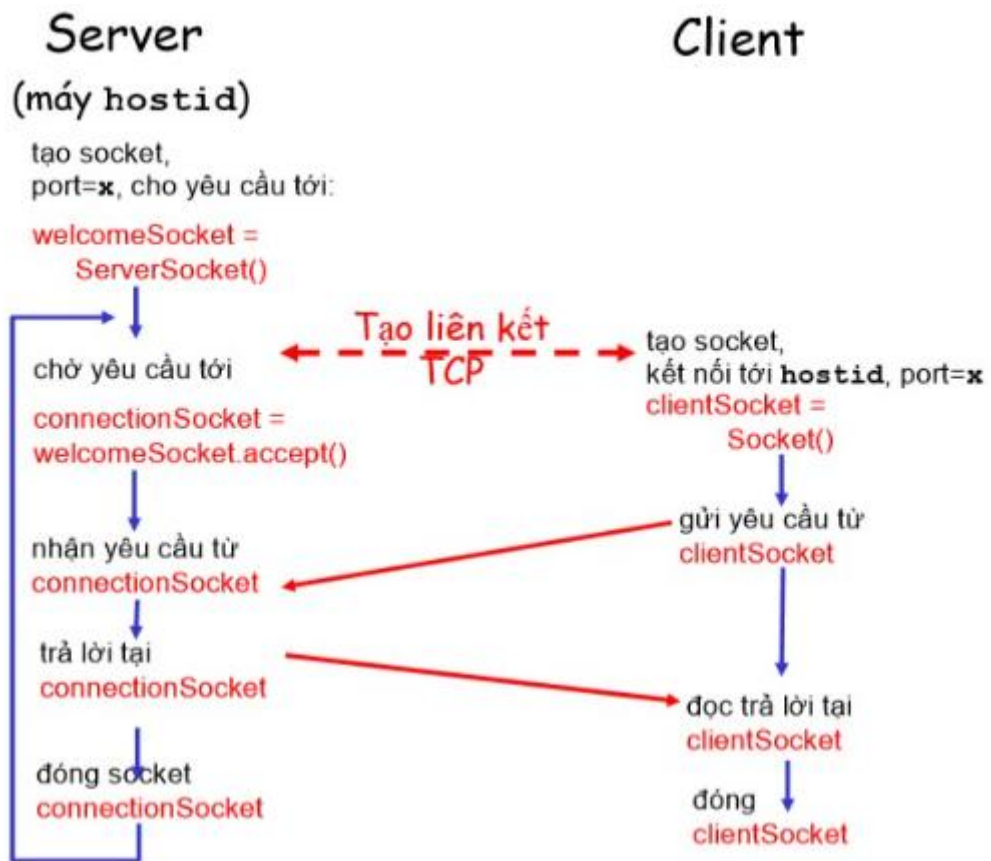 Server
(máy hostid)
tạo socket,
port=x, cho yêu cầu tới:
welcomeSocket =
ServerSocket()
chờ yêu cầu tới
connectionSocket =
welcomeSocket.accept()
nhận yêu cầu từ
connectionSocket
trả lời tại
connectionSocket
đóng socket
connectionSocket
Tạo liên kết
TCP
Client
tạo socket,
kết nối tới hostid, port=x
clientSocket =
Socket()
gửi yêu cầu từ
clientSocket
đọc trả lời tại
clientSocket
đóng
clientSocket